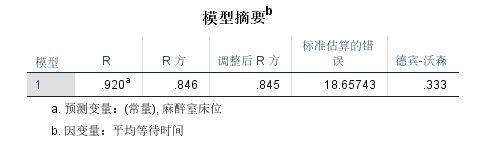 模型摘要b
模型 R R 方 调整后 R 方 标准估算的错误 德宾-沃森
1 .920a .846 .845 18.65743 .333
a. 预测变量：(常量), 麻醉室床位
b. 因变量：平均等待时间